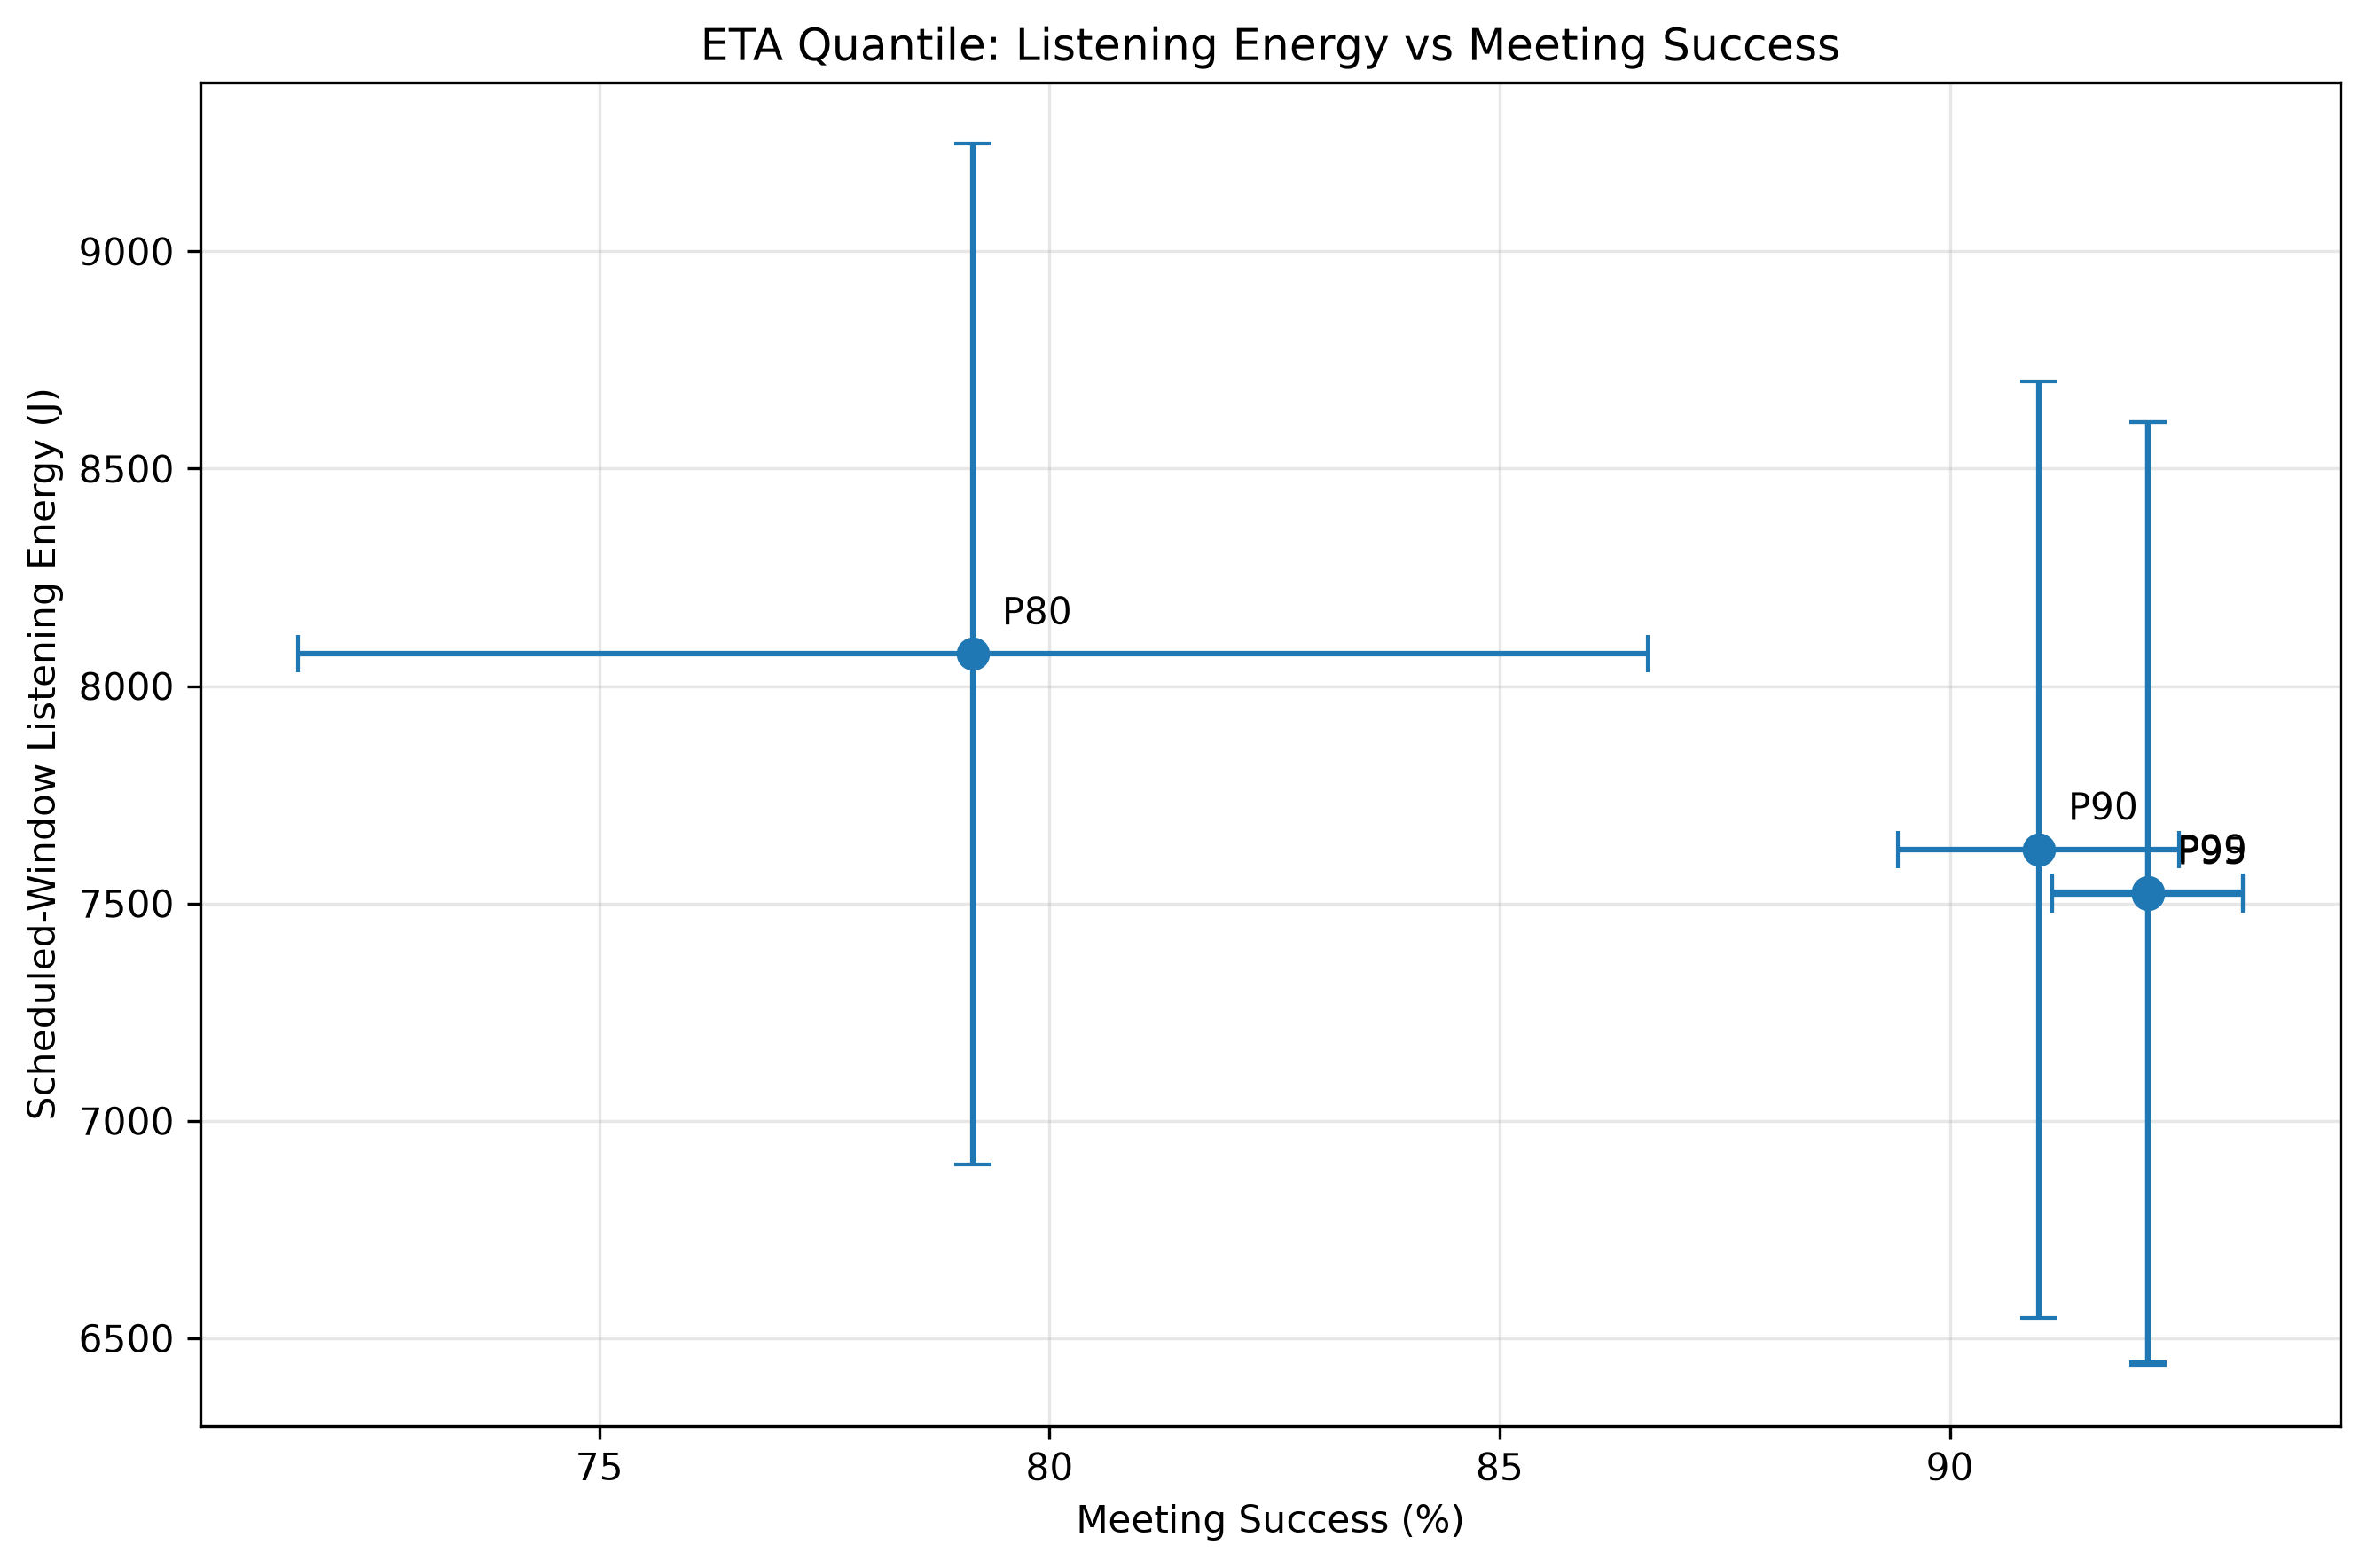 ETA Quantile: Listening Energy vs Meeting Success
Scheduled-Window Listening Energy (J)
9000
8500
8000
7500
7000
6500
P80
P90
P99
75
80
85
90
Meeting Success (%)